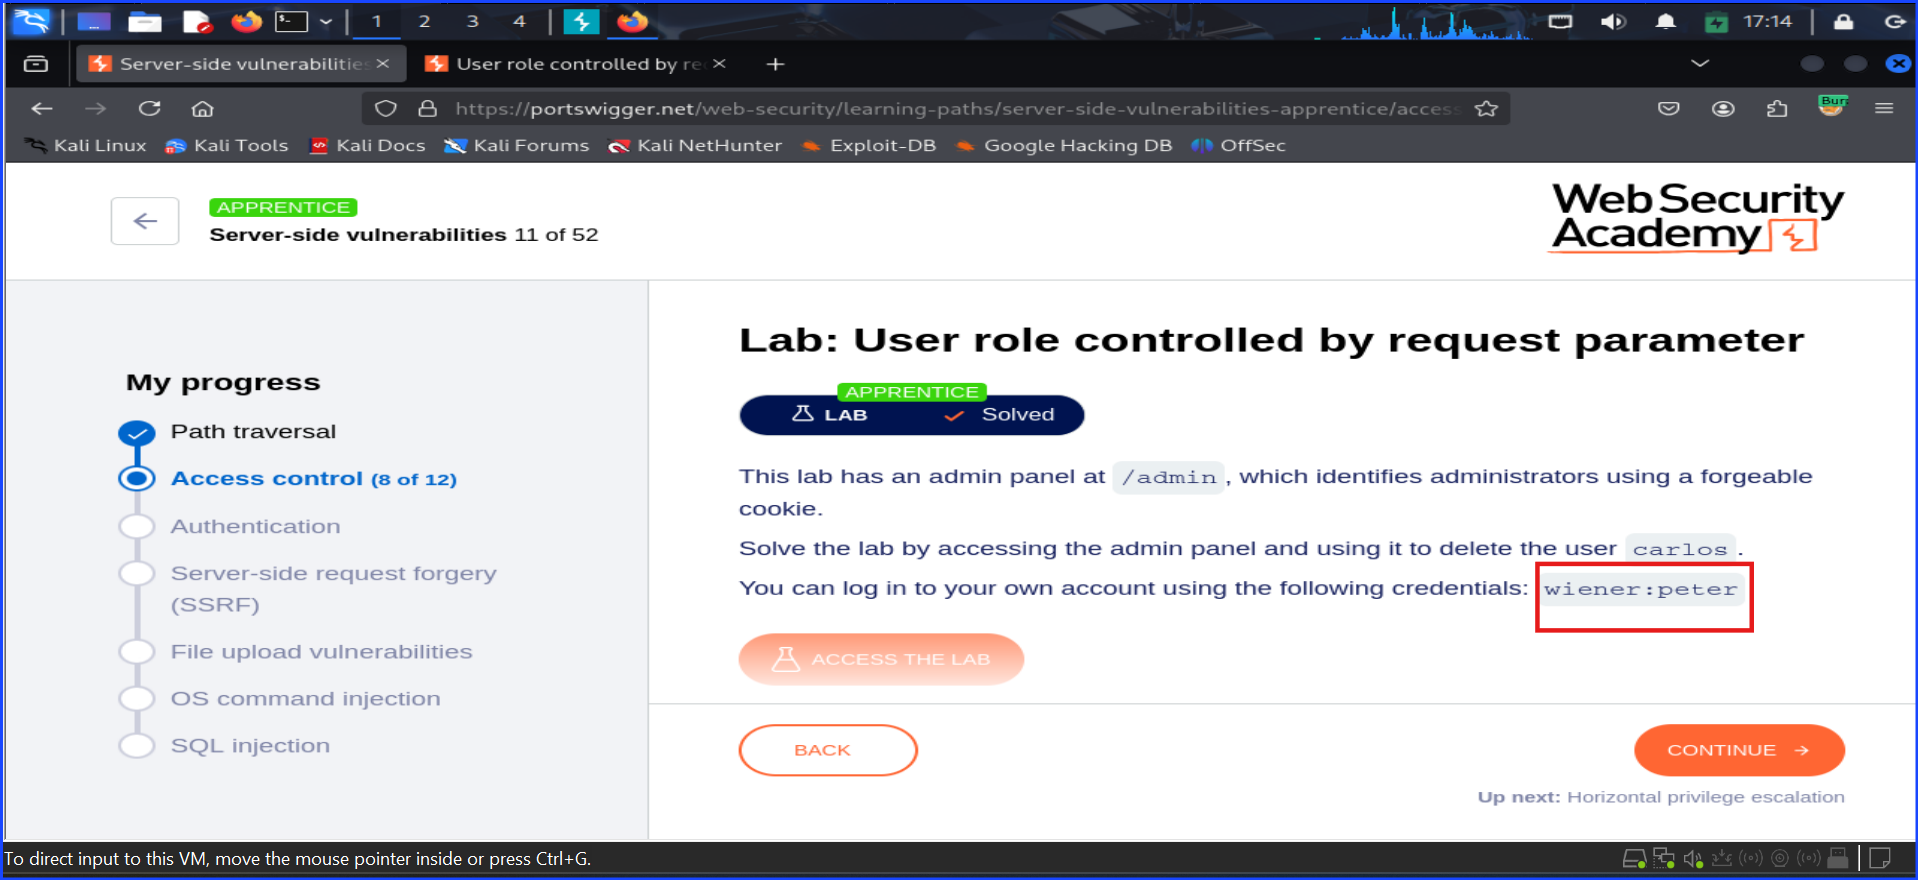 1 2 3 4 17:14
Server-side vulnerabilities User role controlled by re
https://portswigger.net/web-security/learning-paths/server-side-vulnerabilities-apprentice/access
Bur
Kali Linux Kali Tools Kali Docs Kali Forums Kali NetHunter Exploit-DB Google Hacking DB OffSec
APPRENTICE
Server-side vulnerabilities 11 of 52
Web Security
Academy
My progress
Path traversal
Access control (8 of 12)
Authentication
Server-side request forgery
(SSRF)
File upload vulnerabilities
OS command injection
SQL injection
Lab: User role controlled by request parameter
APPRENTICE
LAB Solved
This lab has an admin panel at /admin, which identifies administrators using a forgeable
cookie.
Solve the lab by accessing the admin panel and using it to delete the user carlos.
You can log in to your own account using the following credentials: wiener:peter
ACCESS THE LAB
BACK
CONTINUE →
Up next: Horizontal privilege escalation
To direct input to this VM, move the mouse pointer inside or press Ctrl+G.